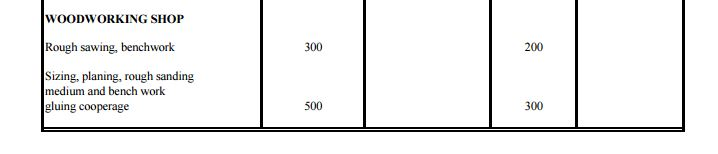 WOODWORKING SHOP
Rough sawing, benchwork 300 200
Sizing, planing, rough sanding
medium and bench work
gluing cooperage 500 300